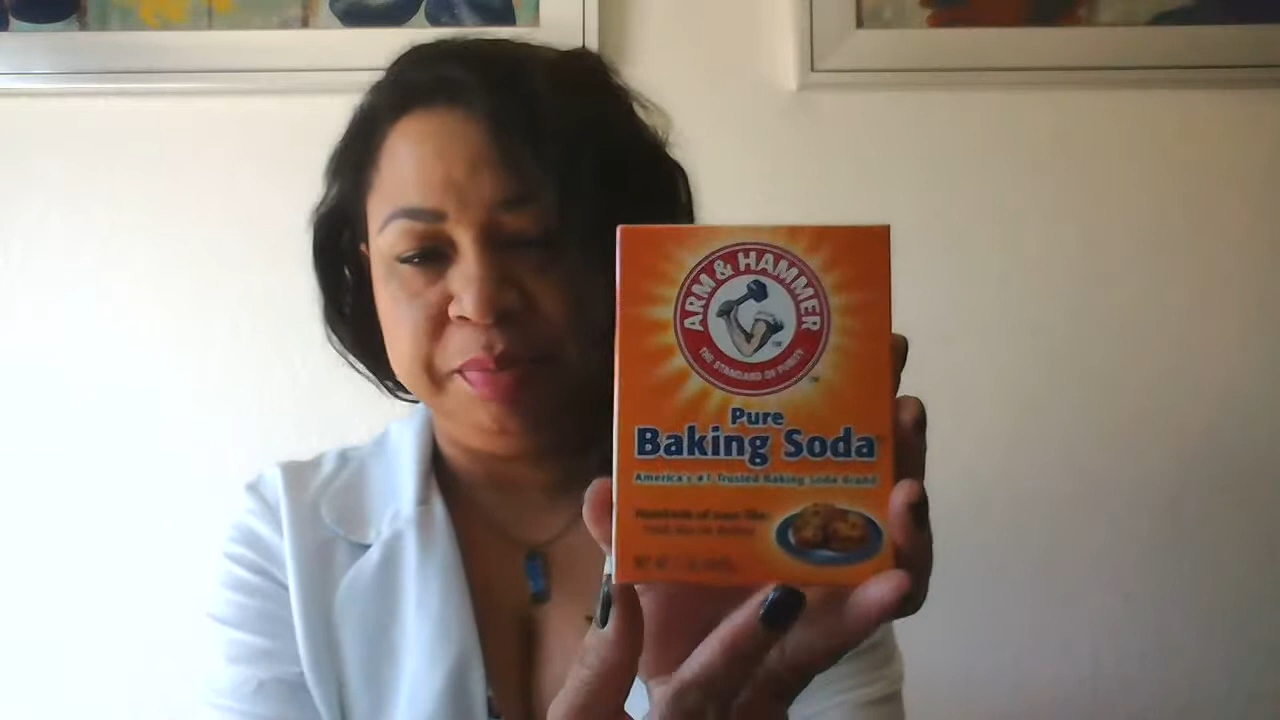 ARM & HAMMER
THE STANDARD OF PURITY
Pure
Baking Soda
America's #1 Trusted Baking Soda Brand